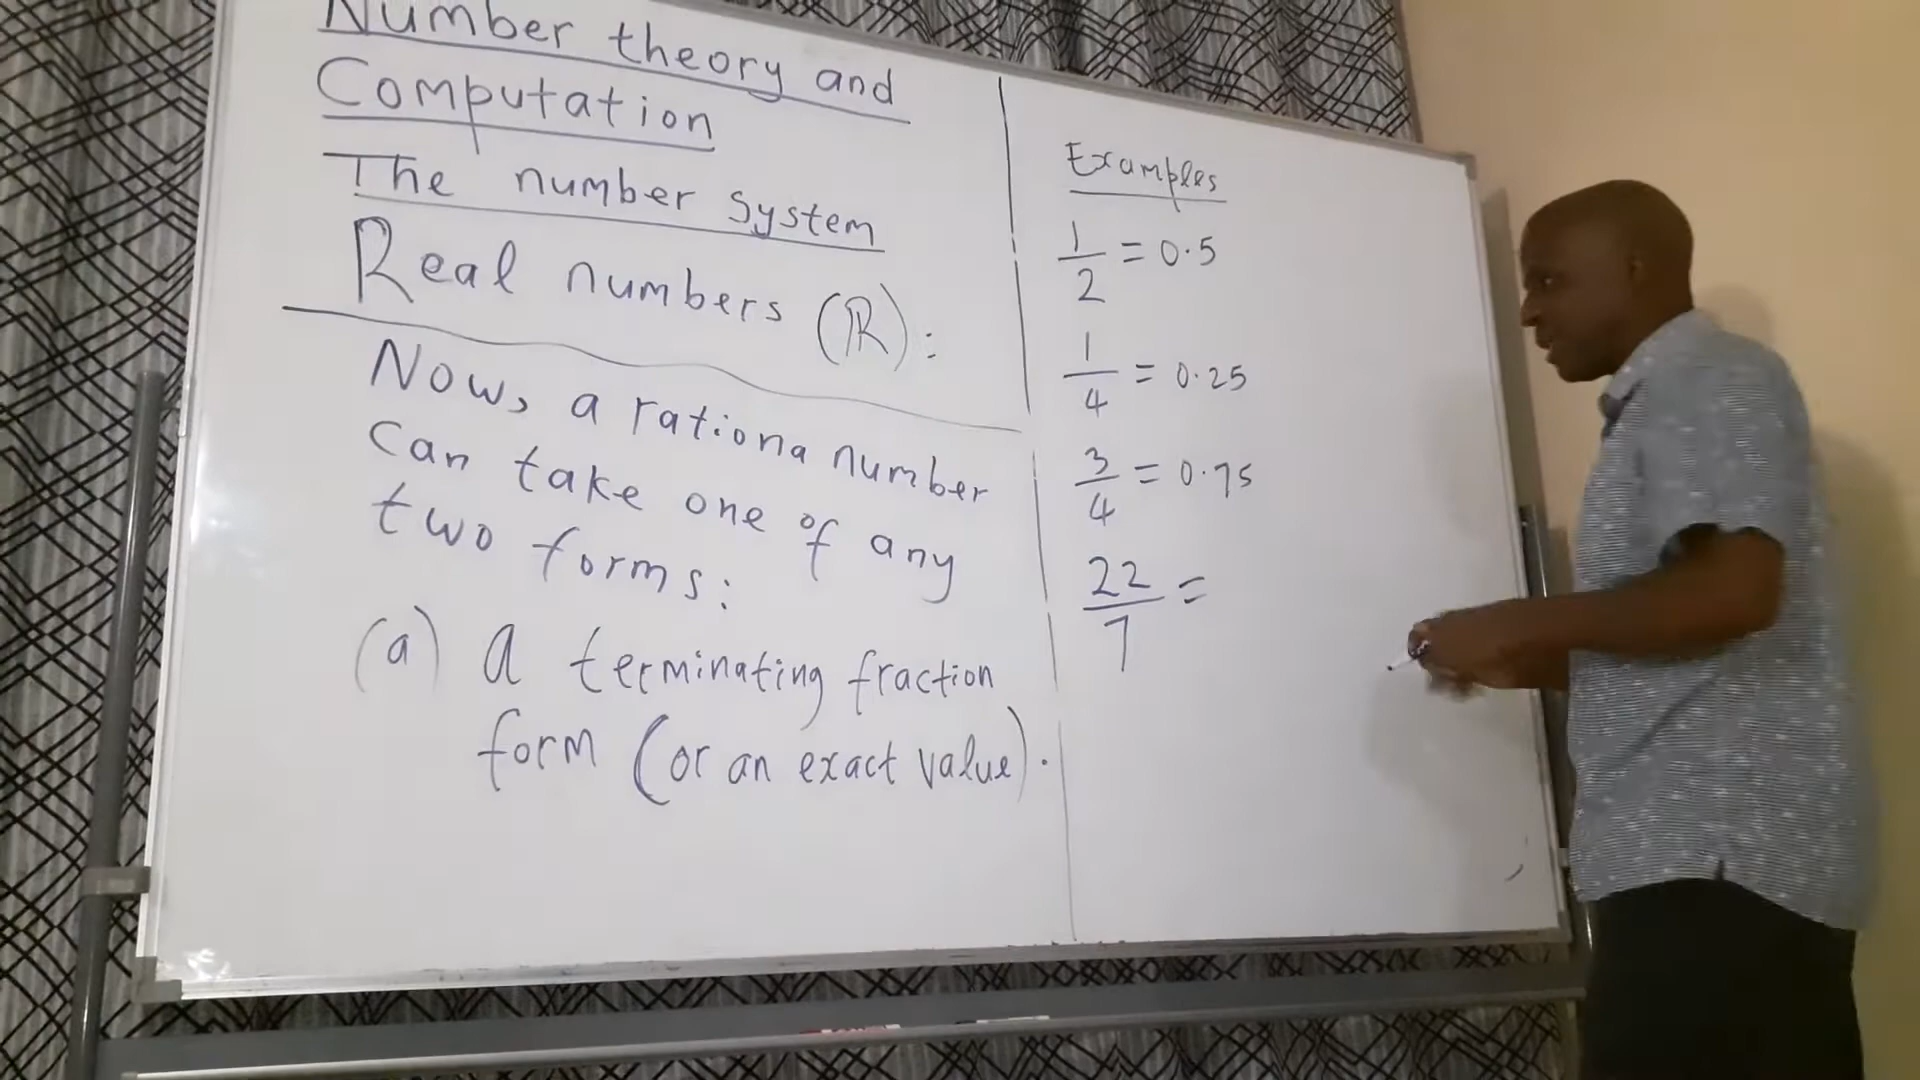 Number theory and
Computation
The number system
Real numbers (ℝ):
Now, a rationa number
can take one of any
two forms:
(a) a terminating fraction
form (or an exact value).
Examples
1/2 = 0.5
1/4 = 0.25
3/4 = 0.75
22/7 =